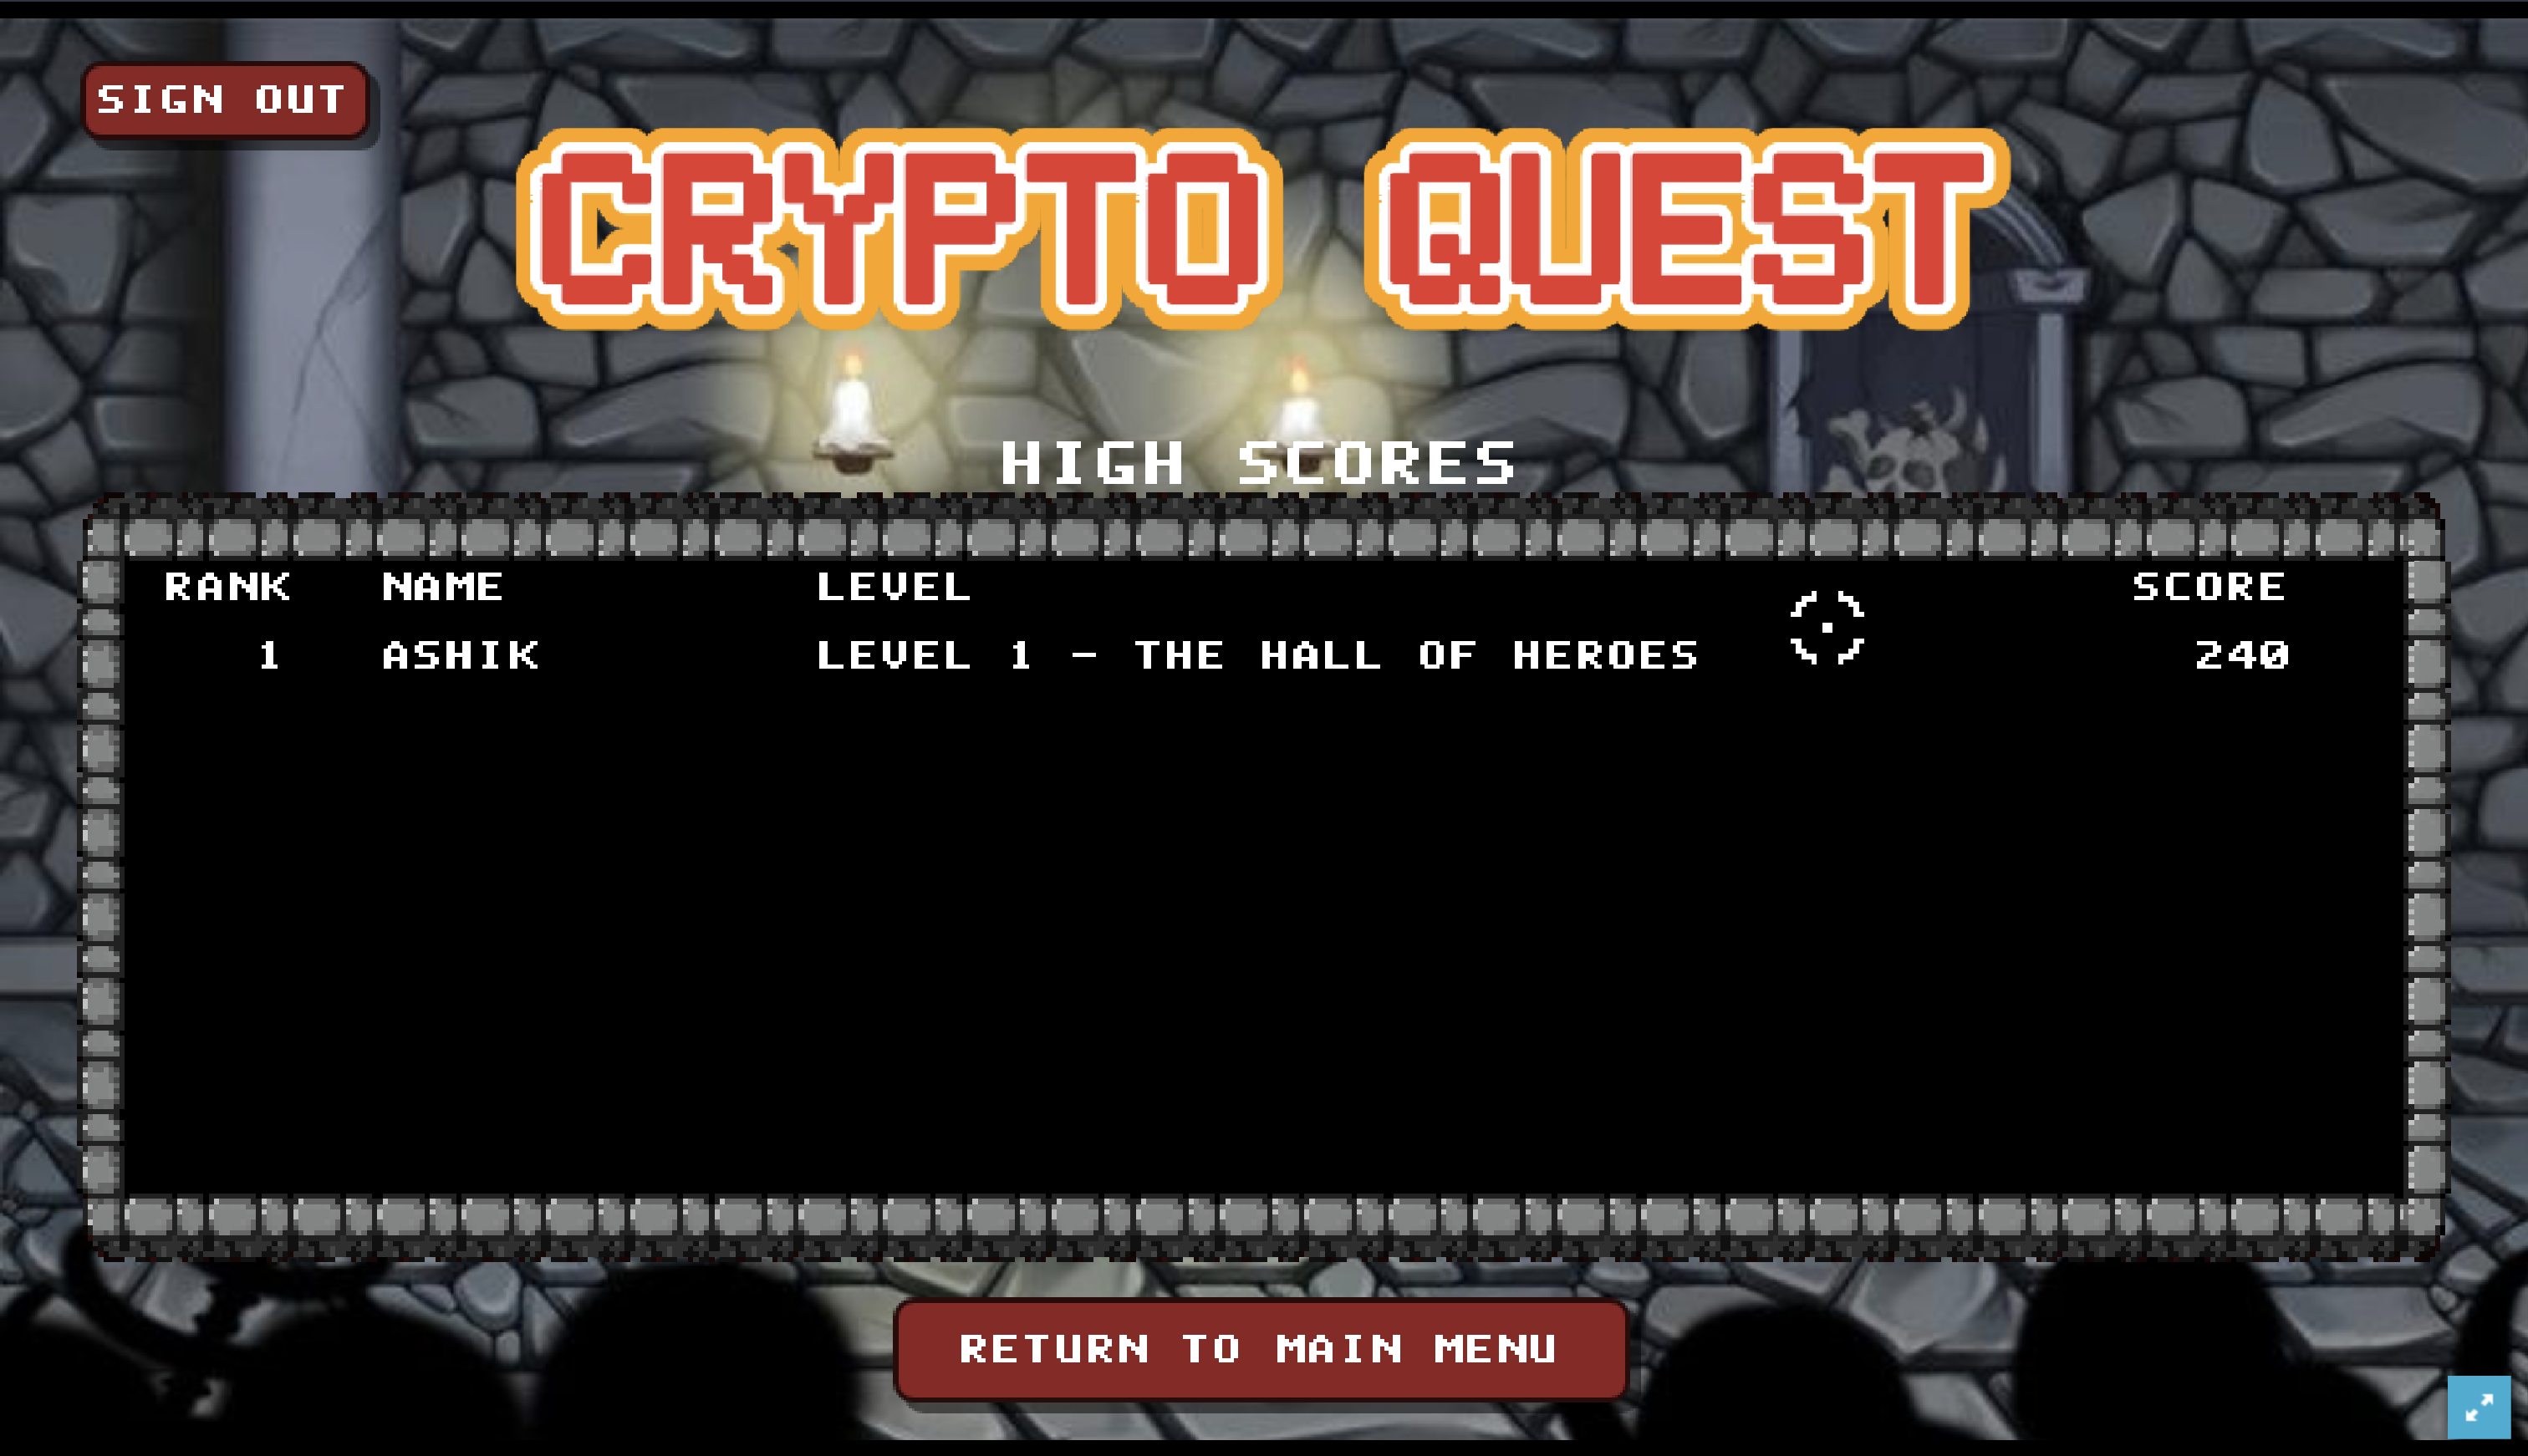 SIGN OUT
CRYPTO QUEST
HIGH SCORES
RANK NAME LEVEL SCORE
1 ASHIK LEVEL 1 - THE HALL OF HEROES 240
RETURN TO MAIN MENU